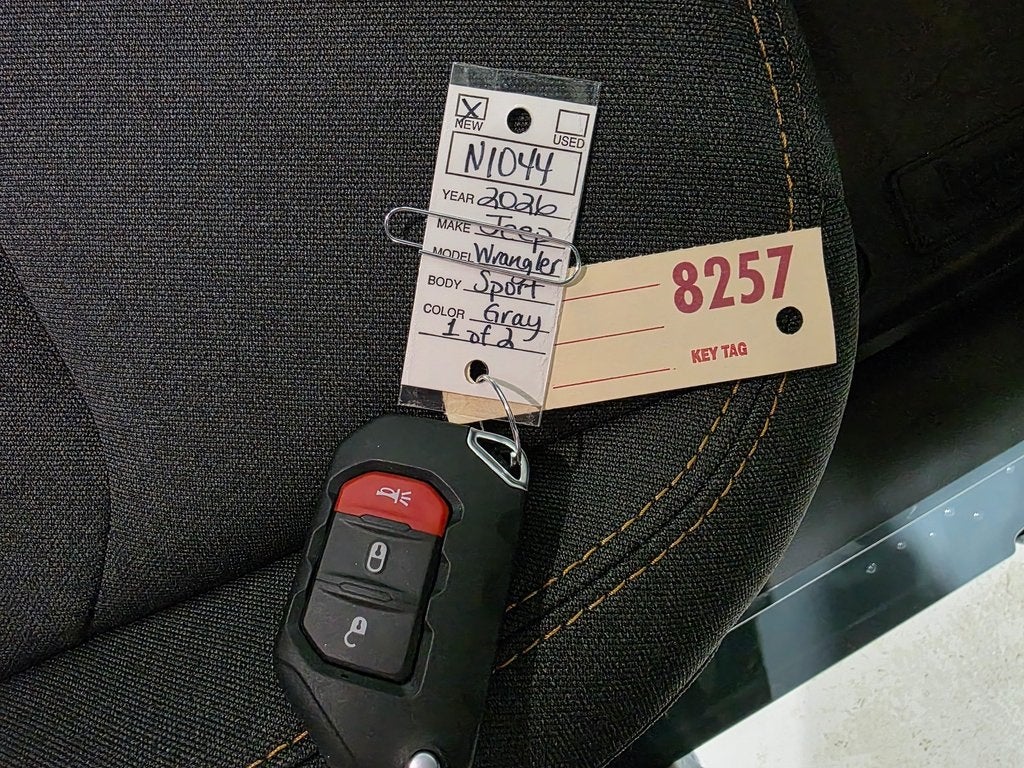 X
NEW
USED
N1044
YEAR 2026
MAKE Jeep
MODEL Wrangler
BODY Sport
COLOR Gray
1 of 2
8257
KEY TAG